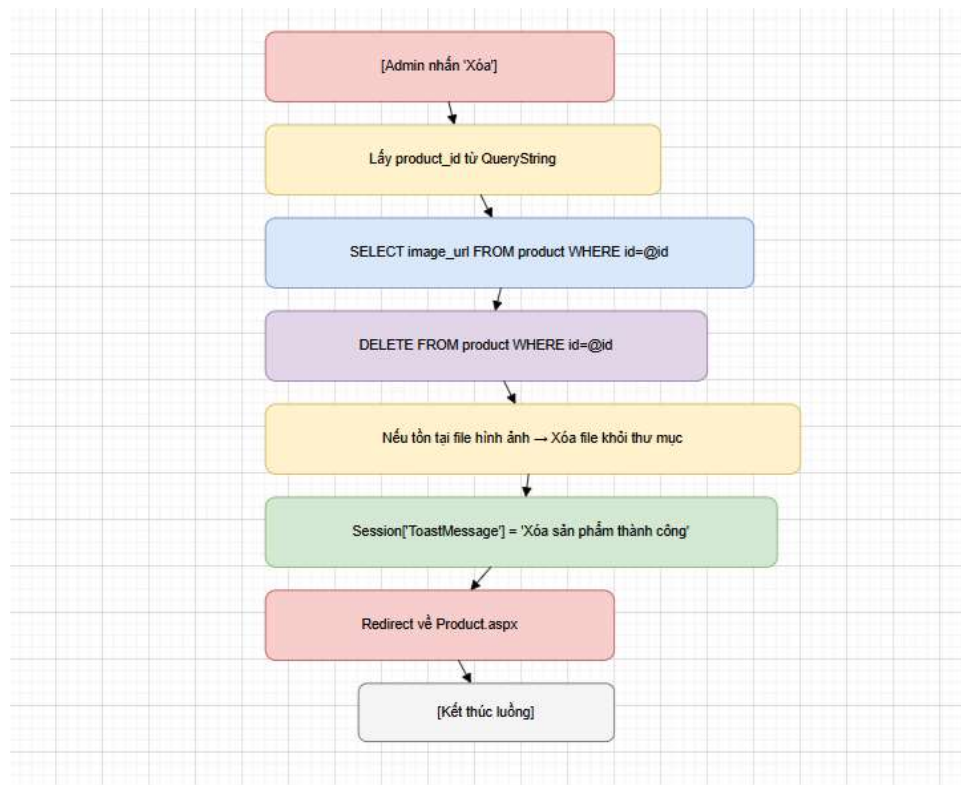 [Admin nhấn 'Xóa']
Lấy product_id từ QueryString
SELECT image_url FROM product WHERE id=@id
DELETE FROM product WHERE id=@id
Nếu tồn tại file hình ảnh → Xóa file khỏi thư mục
Session['ToastMessage'] = 'Xóa sản phẩm thành công'
Redirect về Product.aspx
[Kết thúc luồng]